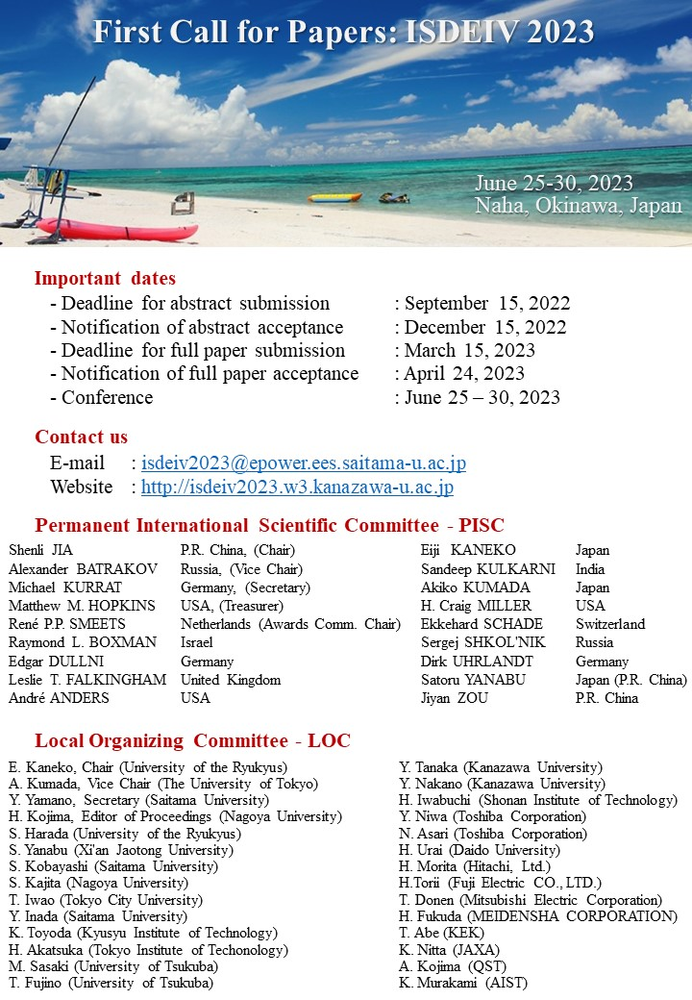 First Call for Papers: ISDEIV 2023
June 25-30, 2023
Naha, Okinawa, Japan
Important dates
- Deadline for abstract submission : September 15, 2022
- Notification of abstract acceptance : December 15, 2022
- Deadline for full paper submission : March 15, 2023
- Notification of full paper acceptance : April 24, 2023
- Conference : June 25 – 30, 2023
Contact us
E-mail : isdeiv2023@epower.ees.saitama-u.ac.jp
Website : http://isdeiv2023.w3.kanazawa-u.ac.jp
Permanent International Scientific Committee - PISC
Shenli JIA P.R. China, (Chair)
Alexander BATRAKOV Russia, (Vice Chair)
Michael KURRAT Germany, (Secretary)
Matthew M. HOPKINS USA, (Treasurer)
René P.P. SMEETS Netherlands (Awards Comm. Chair)
Raymond L. BOXMAN Israel
Edgar DULLNI Germany
Leslie T. FALKINGHAM United Kingdom
André ANDERS USA
Eiji KANEKO Japan
Sandeep KULKARNI India
Akiko KUMADA Japan
H. Craig MILLER USA
Ekkehard SCHADE Switzerland
Sergej SHKOL'NIK Russia
Dirk UHRLANDT Germany
Satoru YANABU Japan (P.R. China)
Jiyan ZOU P.R. China
Local Organizing Committee - LOC
E. Kaneko, Chair (University of the Ryukyus)
A. Kumada, Vice Chair (The University of Tokyo)
Y. Yamano, Secretary (Saitama University)
H. Kojima, Editor of Proceedings (Nagoya University)
S. Harada (University of the Ryukyus)
S. Yanabu (Xi'an Jaotong University)
S. Kobayashi (Saitama University)
S. Kajita (Nagoya University)
T. Iwao (Tokyo City University)
Y. Inada (Saitama University)
K. Toyoda (Kyusyu Institute of Technology)
H. Akatsuka (Tokyo Institute of Techonology)
M. Sasaki (University of Tsukuba)
T. Fujino (University of Tsukuba)
Y. Tanaka (Kanazawa University)
Y. Nakano (Kanazawa University)
H. Iwabuchi (Shonan Institute of Technology)
Y. Niwa (Toshiba Corporation)
N. Asari (Toshiba Corporation)
H. Urai (Daido University)
H. Morita (Hitachi, Ltd.)
H.Torii (Fuji Electric CO., LTD.)
T. Donen (Mitsubishi Electric Corporation)
H. Fukuda (MEIDENSHA CORPORATION)
T. Abe (KEK)
K. Nitta (JAXA)
A. Kojima (QST)
K. Murakami (AIST)